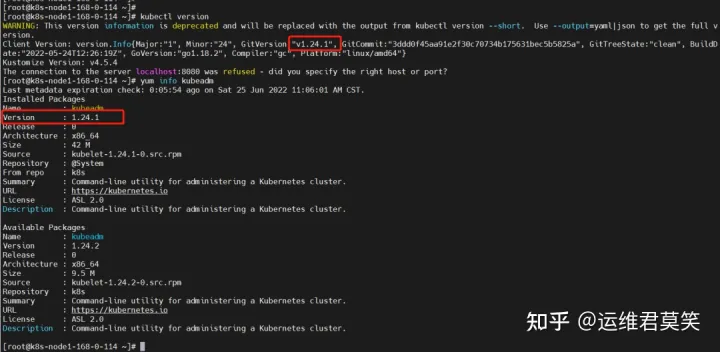 [root@k8s-node1-168-0-114 ~]# kubectl version
WARNING: This version information is deprecated and will be replaced with the output from kubectl version --short.  Use --output=yaml|json to get the full v
ersion.
Client Version: version.Info{Major:"1", Minor:"24", GitVersion "v1.24.1", GitCommit:"3ddd0f45aa91e2f30c70734b175631bec5b5825a", GitTreeState:"clean", BuildD
ate:"2022-05-24T12:26:19Z", GoVersion:"go1.18.2", Compiler:"gc", Platform:"linux/amd64"}
Kustomize Version: v4.5.4
The connection to the server localhost:8080 was refused - did you specify the right host or port?
[root@k8s-node1-168-0-114 ~]# yum info kubeadm
Last metadata expiration check: 0:05:54 ago on Sat 25 Jun 2022 11:06:01 AM CST.
Installed Packages
Name : kubeadm
Version : 1.24.1
Release : 0
Architecture : x86_64
Size : 42 M
Source : kubelet-1.24.1-0.src.rpm
Repository : @System
From repo : k8s
Summary : Command-line utility for administering a Kubernetes cluster.
URL : https://kubernetes.io
License : ASL 2.0
Description : Command-line utility for administering a Kubernetes cluster.
Available Packages
Name : kubeadm
Version : 1.24.2
Release : 0
Architecture : x86_64
Size : 9.5 M
Source : kubelet-1.24.2-0.src.rpm
Repository : k8s
Summary : Command-line utility for administering a Kubernetes cluster.
URL : https://kubernetes.io
License : ASL 2.0
Description : Command-line utility for administering a Kubernetes cluster.
[root@k8s-node1-168-0-114 ~]#
知乎 @运维君莫笑